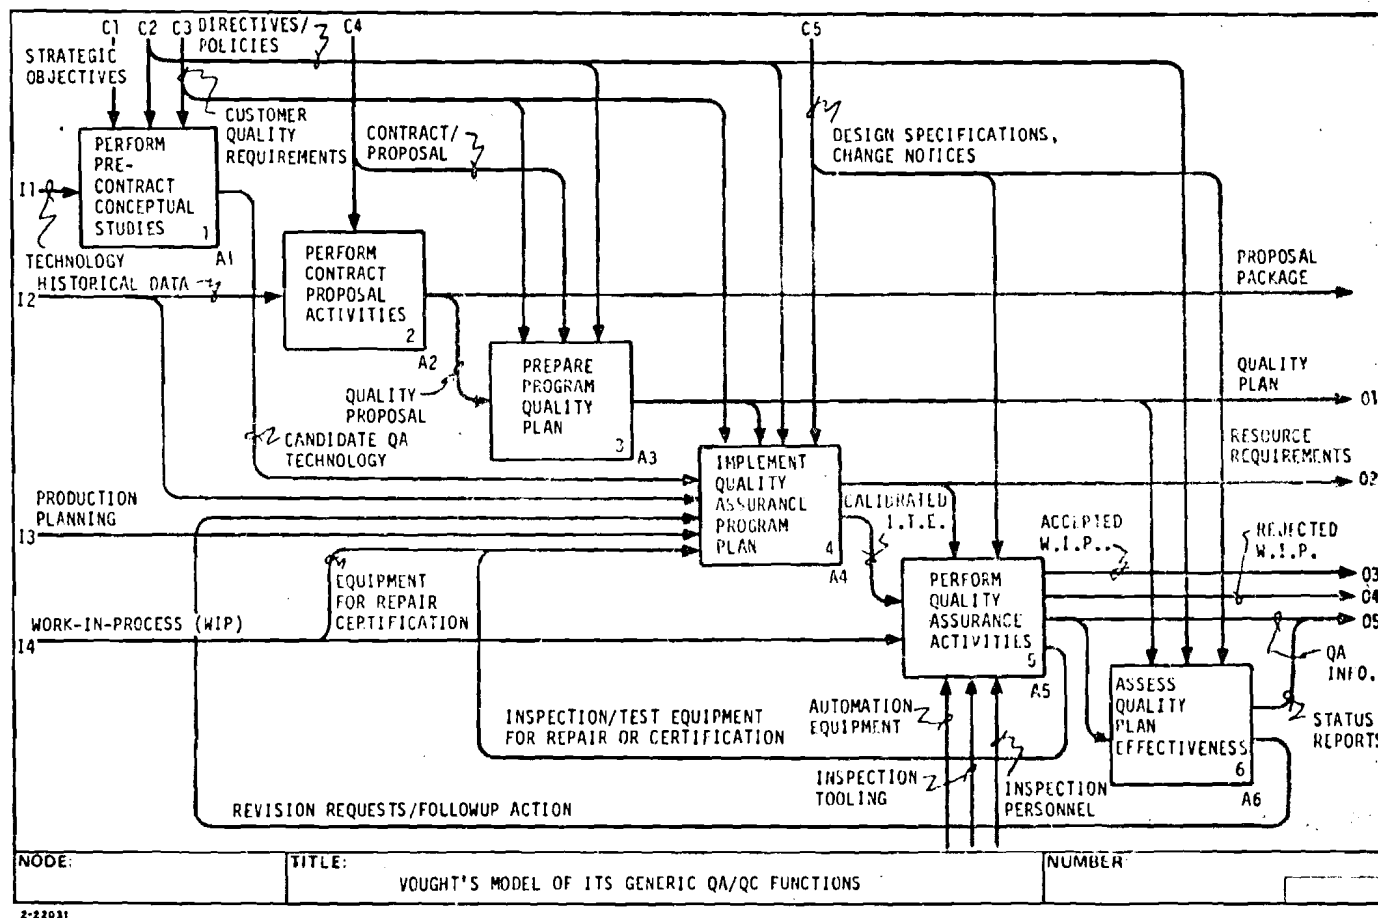 C1 C2 C3 DIRECTIVES/
POLICIES
C4
C5
STRATEGIC
OBJECTIVES
CUSTOMER
QUALITY
REQUIREMENTS
CONTRACT/
PROPOSAL
DESIGN SPECIFICATIONS,
CHANGE NOTICES
PERFORM
PRE-
CONTRACT
CONCEPTUAL
STUDIES 1
A1
I1
TECHNOLOGY
HISTORICAL DATA
I2
PERFORM
CONTRACT
PROPOSAL
ACTIVITIES
2
A2
PROPOSAL
PACKAGE
QUALITY
PROPOSAL
PREPARE
PROGRAM
QUALITY
PLAN
3
A3
QUALITY
PLAN
O1
CANDIDATE QA
TECHNOLOGY
IMPLEMENT
QUALITY
ASSURANCE
PROGRAM
PLAN 4
A4
RESOURCE
REQUIREMENTS
O2
PRODUCTION
PLANNING
I3
CALIBRATED
I.T.E.
ACCEPTED
W.I.P.
REJECTED
W.I.P.
O3
O4
O5
EQUIPMENT
FOR REPAIR
CERTIFICATION
WORK-IN-PROCESS (WIP)
I4
PERFORM
QUALITY
ASSURANCE
ACTIVITIES
5
A5
QA
INFO.
ASSESS
QUALITY
PLAN
EFFECTIVENESS
6
A6
STATUS
REPORTS
INSPECTION/TEST EQUIPMENT
FOR REPAIR OR CERTIFICATION
AUTOMATION
EQUIPMENT
INSPECTION
TOOLING
INSPECTION
PERSONNEL
REVISION REQUESTS/FOLLOWUP ACTION
NODE:
TITLE:
VOUGHT'S MODEL OF ITS GENERIC QA/QC FUNCTIONS
NUMBER
2-22031